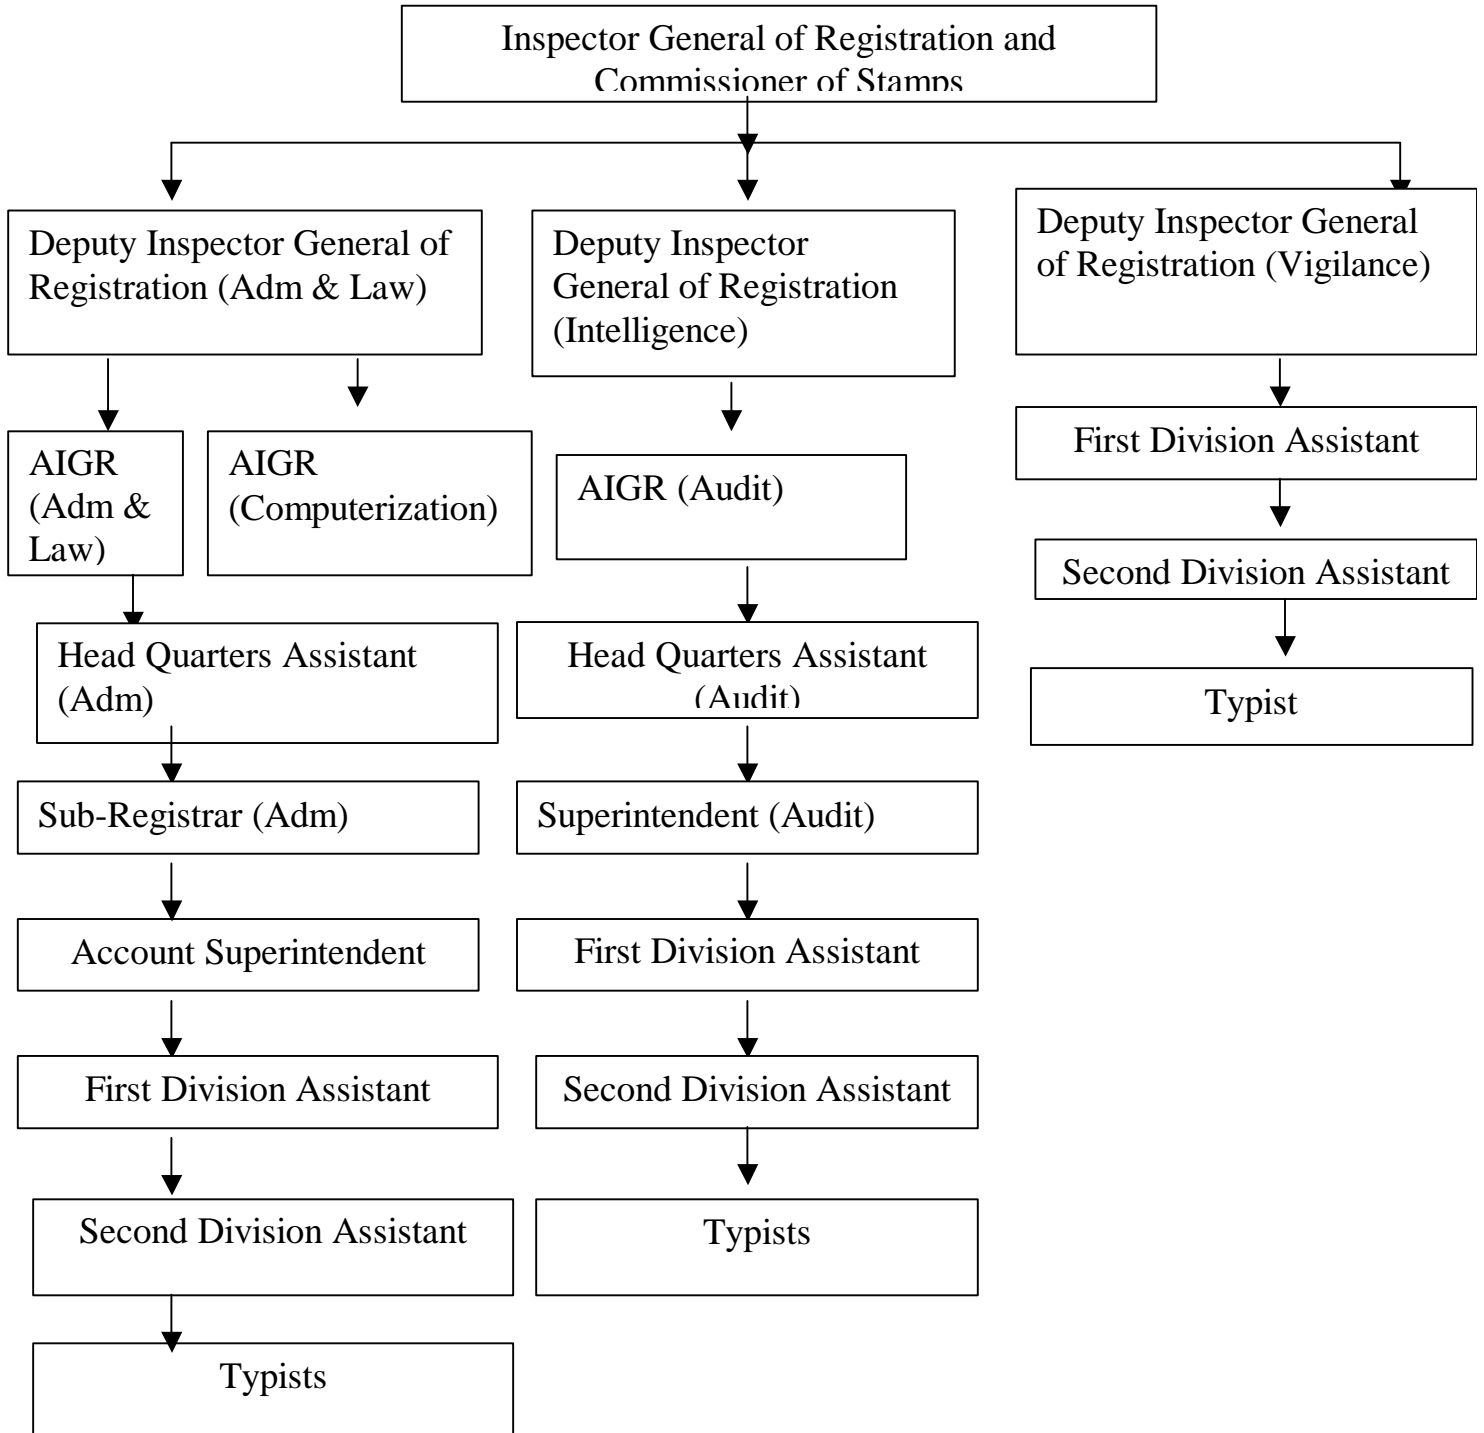 Inspector General of Registration and
Commissioner of Stamps
Deputy Inspector General of
Registration (Adm & Law)
Deputy Inspector
General of Registration
(Intelligence)
Deputy Inspector General
of Registration (Vigilance)
AIGR
(Adm &
Law)
AIGR
(Computerization)
AIGR (Audit)
First Division Assistant
Second Division Assistant
Typist
Head Quarters Assistant
(Adm)
Head Quarters Assistant
(Audit)
Sub-Registrar (Adm)
Superintendent (Audit)
Account Superintendent
First Division Assistant
First Division Assistant
Second Division Assistant
Second Division Assistant
Typists
Typists